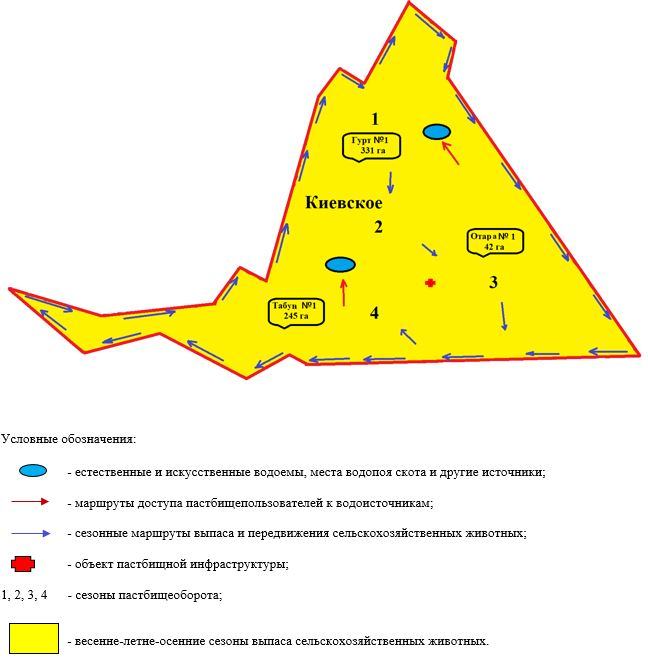 1
Гурт №1
331 га
Киевское
2
Отара № 1
42 га
3
Табун №1
245 га
4
Условные обозначения:
- естественные и искусственные водоемы, места водопоя скота и другие источники;
- маршруты доступа пастбищепользователей к водоисточникам;
- сезонные маршруты выпаса и передвижения сельскохозяйственных животных;
- объект пастбищной инфраструктуры;
1, 2, 3, 4 - сезоны пастбищеоборота;
- весенне-летне-осенние сезоны выпаса сельскохозяйственных животных.